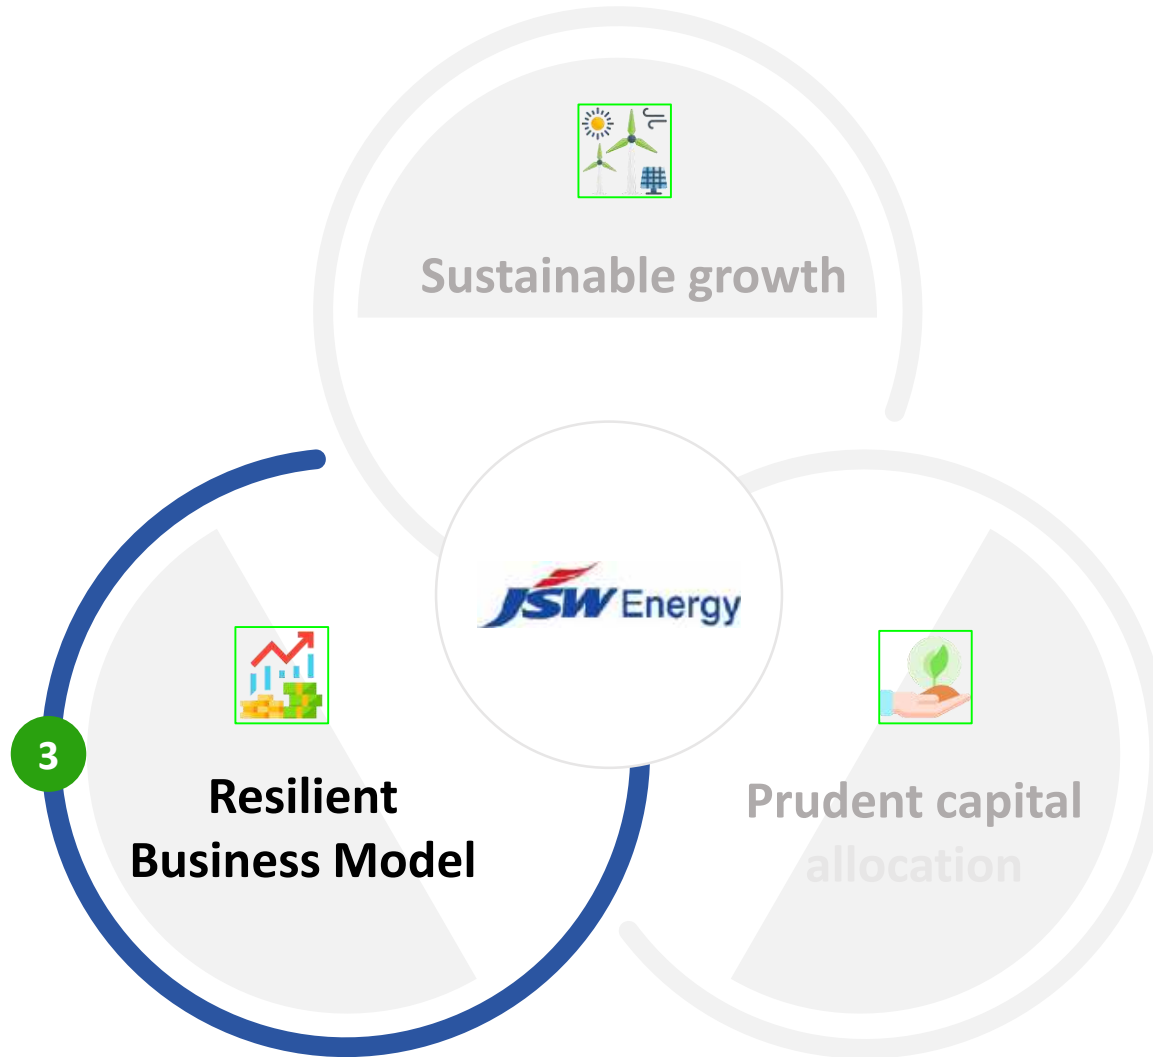 Sustainable growth
JSW Energy
3
Resilient
Business Model
Prudent capital
allocation